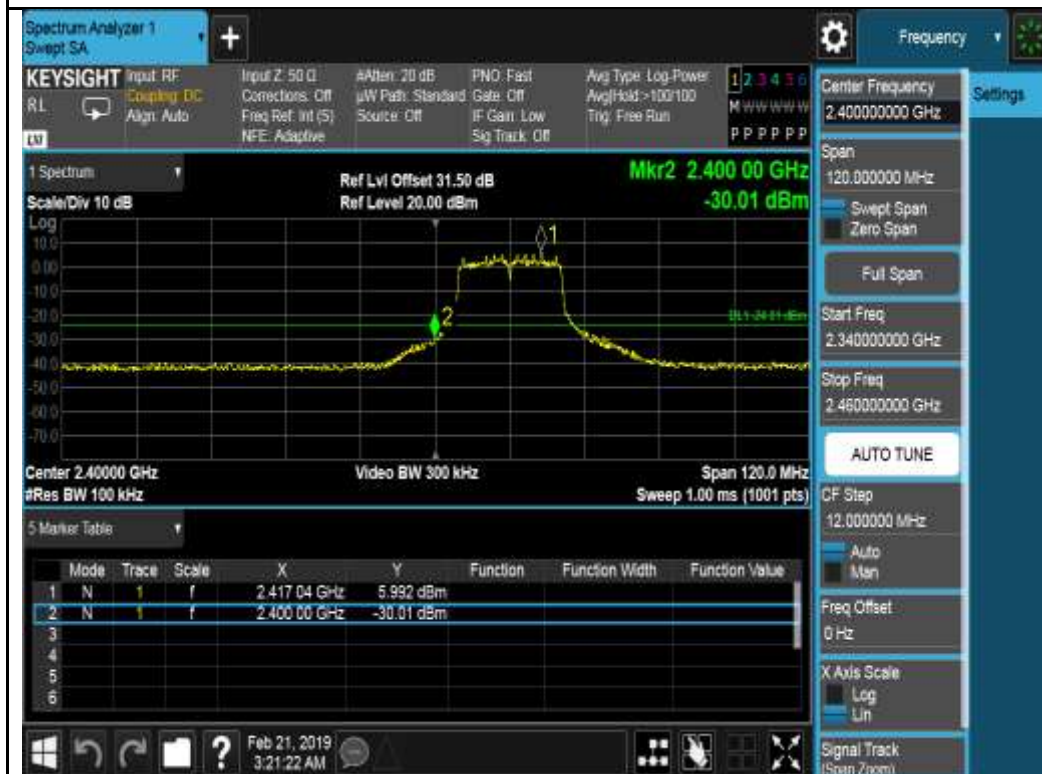 Spectrum Analyzer 1
Swept SA
+
Frequency
KEYSIGHT Input: RF
Coupling: DC
Align: Auto
RL
Input Z: 50 Ω
Corrections: Off
Freq Ref: Int (S)
NFE: Adaptive
#Atten: 20 dB
µW Path: Standard
Source: Off
PNO: Fast
Gate: Off
IF Gain: Low
Sig Track: Off
Avg Type: Log-Power
Avg|Hold:>100/100
Trig: Free Run
1 2 3 4 5 6
M W W W W W
P P P P P P
1 Spectrum
Scale/Div 10 dB
Ref Lvl Offset 31.50 dB
Ref Level 20.00 dBm
Mkr2 2.400 00 GHz
-30.01 dBm
Log
10.0
0.00
-10.0
-20.0
-30.0
-40.0
-50.0
-60.0
-70.0
1
2
DL1 -24.01 dBm
Center 2.40000 GHz
#Res BW 100 kHz
Video BW 300 kHz
Span 120.0 MHz
Sweep 1.00 ms (1001 pts)
5 Marker Table
Mode Trace Scale X Y Function Function Width Function Value
1 N 1 f 2.417 04 GHz 5.992 dBm
2 N 1 f 2.400 00 GHz -30.01 dBm
3
4
5
6
Feb 21, 2019
3:21:22 AM
?
Center Frequency
2.400000000 GHz
Settings
Span
120.000000 MHz
Swept Span
Zero Span
Full Span
Start Freq
2.340000000 GHz
Stop Freq
2.460000000 GHz
AUTO TUNE
CF Step
12.000000 MHz
Auto
Man
Freq Offset
0 Hz
X Axis Scale
Log
Lin
Signal Track
(Span Zoom)